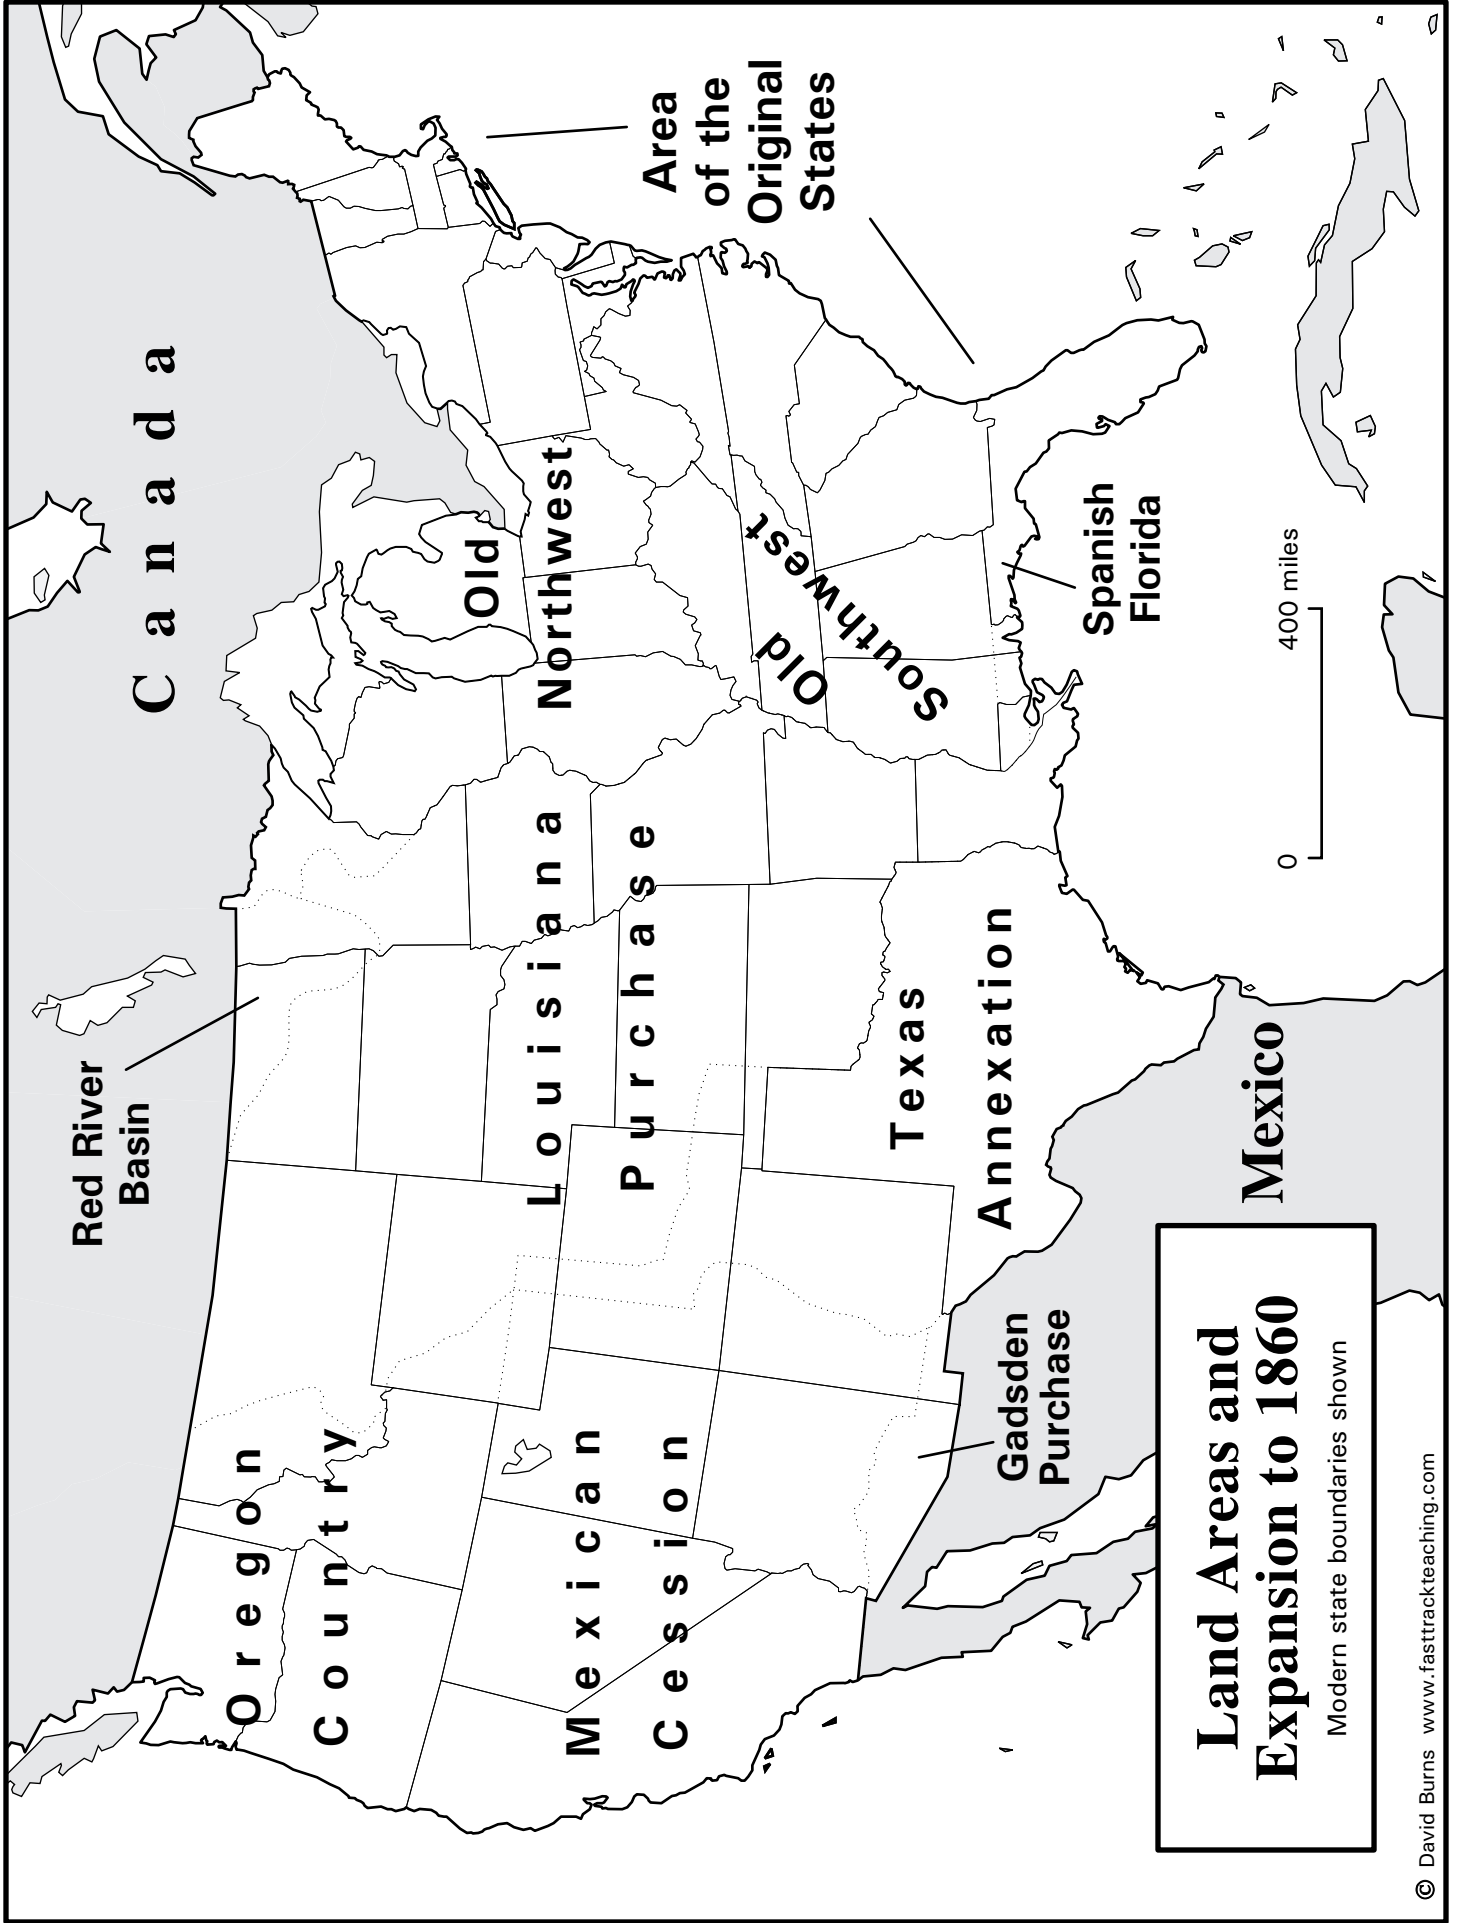 Canada
Red River
Basin
Oregon
Country
Louisiana
Purchase
Old
Northwest
Area
of the
Original
States
Mexican
Cession
Old
Southwest
Texas
Annexation
Gadsden
Purchase
Spanish
Florida
Mexico
0 400 miles
Land Areas and
Expansion to 1860
Modern state boundaries shown
© David Burns www.fasttrackteaching.com